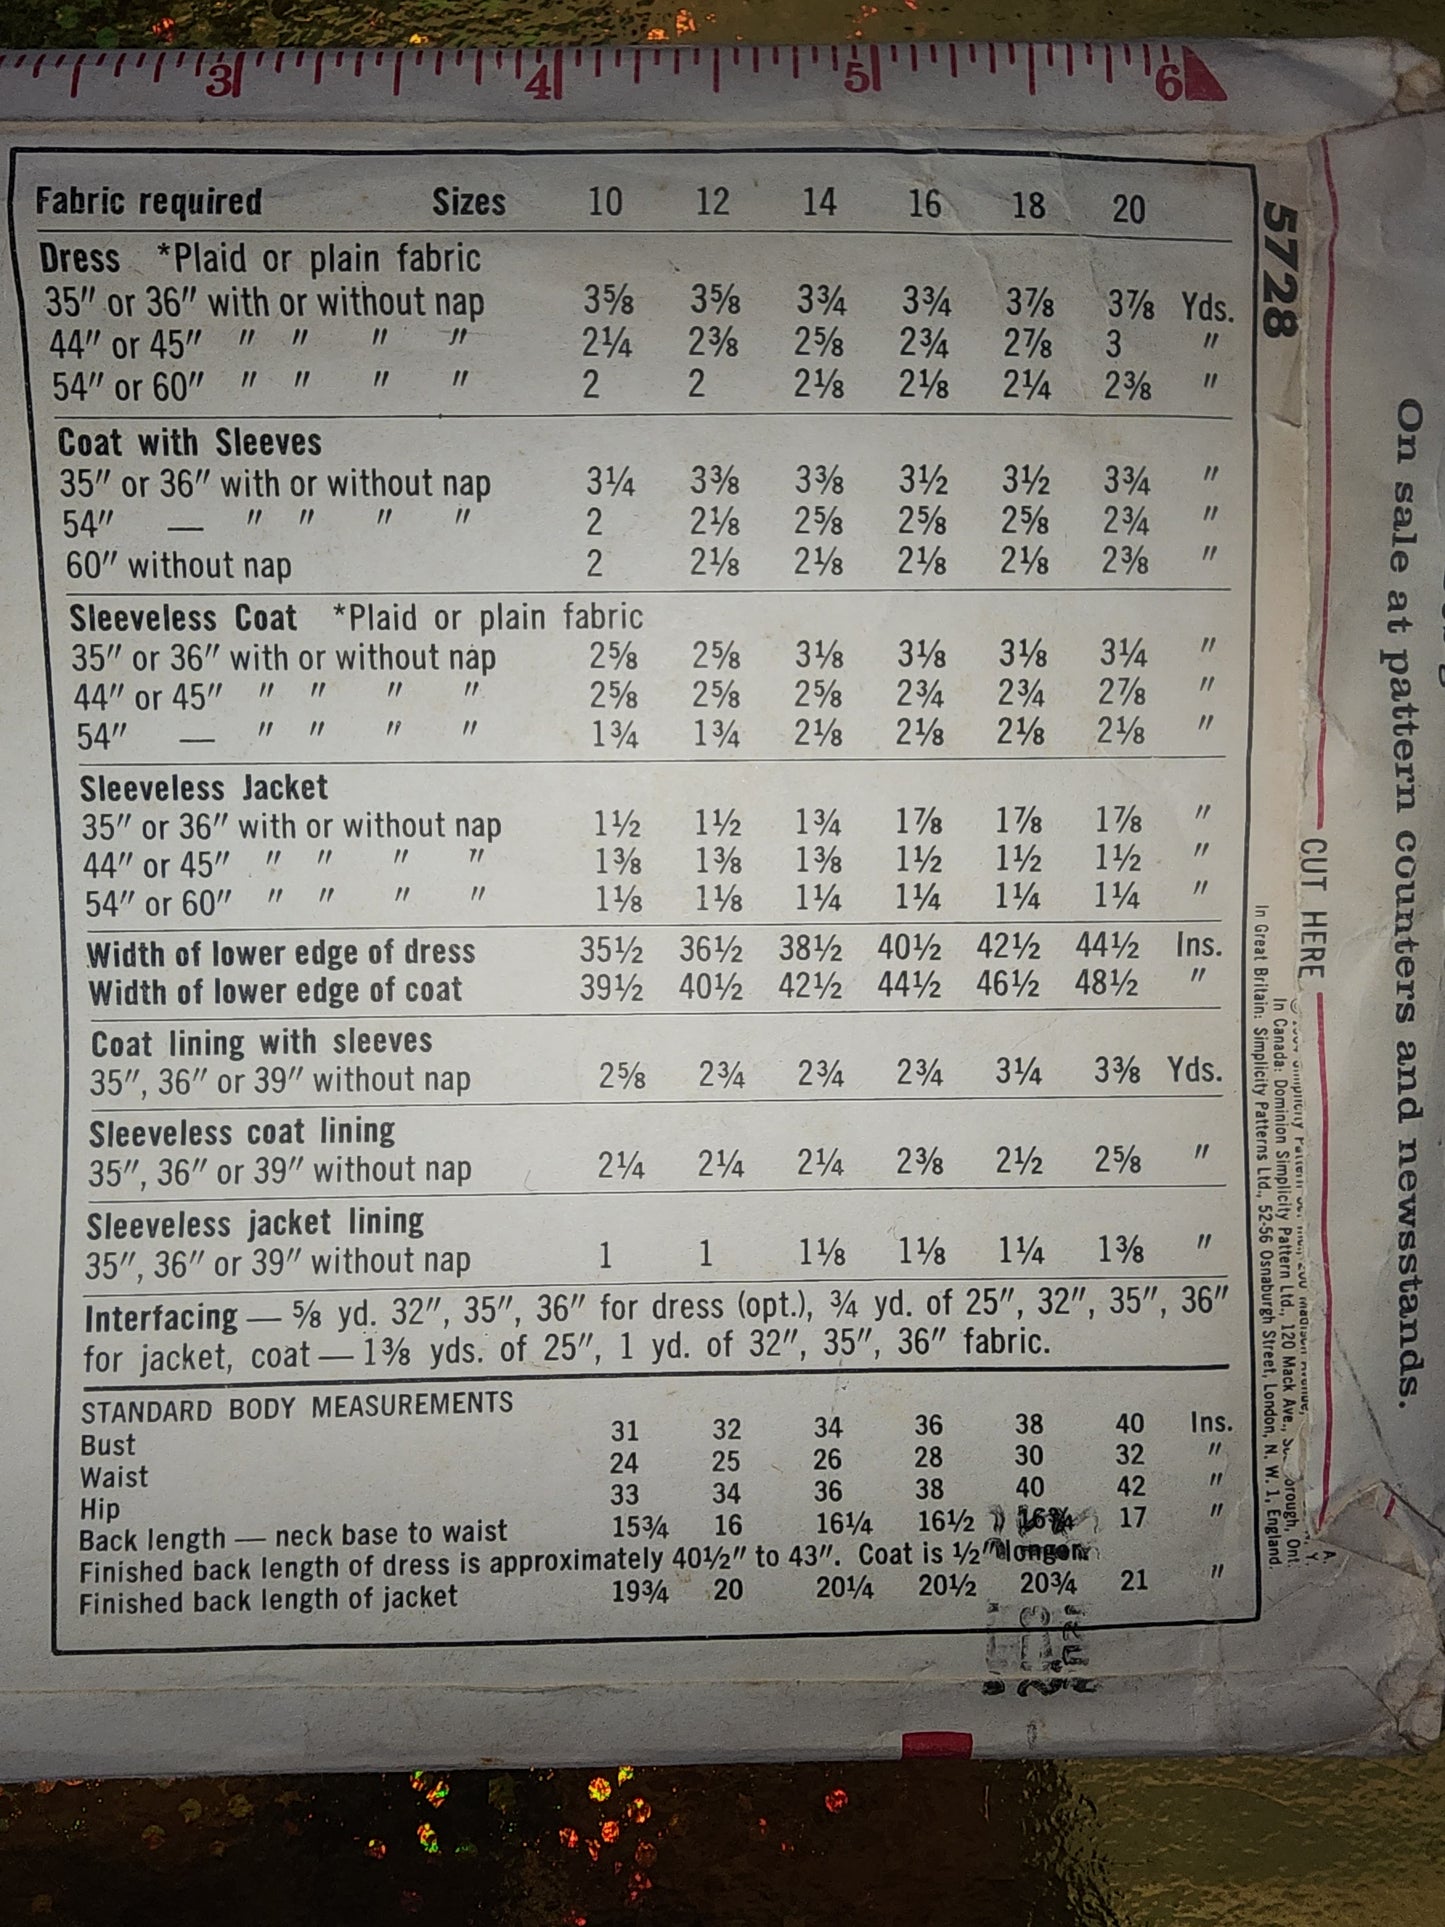 3 4 5 6
Fabric required Sizes 10 12 14 16 18 20
Dress *Plaid or plain fabric
35″ or 36″ with or without nap 3⅝ 3⅝ 3¾ 3¾ 3⅞ 3⅞ Yds.
44″ or 45″ ″ ″ ″ ″ 2¼ 2⅜ 2⅝ 2¾ 2⅞ 3 ″
54″ or 60″ ″ ″ ″ ″ 2 2 2⅛ 2⅛ 2¼ 2⅜ ″
Coat with Sleeves
35″ or 36″ with or without nap 3¼ 3⅜ 3⅜ 3½ 3½ 3¾ ″
54″ — ″ ″ ″ ″ 2 2⅛ 2⅝ 2⅝ 2⅝ 2¾ ″
60″ without nap 2 2⅛ 2⅛ 2⅛ 2⅛ 2⅜ ″
Sleeveless Coat *Plaid or plain fabric
35″ or 36″ with or without nap 2⅝ 2⅝ 3⅛ 3⅛ 3⅛ 3¼ ″
44″ or 45″ ″ ″ ″ ″ 2⅝ 2⅝ 2⅝ 2¾ 2¾ 2⅞ ″
54″ — ″ ″ ″ ″ 1¾ 1¾ 2⅛ 2⅛ 2⅛ 2⅛ ″
Sleeveless Jacket
35″ or 36″ with or without nap 1½ 1½ 1¾ 1⅞ 1⅞ 1⅞ ″
44″ or 45″ ″ ″ ″ ″ 1⅜ 1⅜ 1⅜ 1½ 1½ 1½ ″
54″ or 60″ ″ ″ ″ ″ 1⅛ 1⅛ 1¼ 1¼ 1¼ 1¼ ″
Width of lower edge of dress 35½ 36½ 38½ 40½ 42½ 44½ Ins.
Width of lower edge of coat 39½ 40½ 42½ 44½ 46½ 48½ ″
Coat lining with sleeves
35″, 36″ or 39″ without nap 2⅝ 2¾ 2¾ 2¾ 3¼ 3⅜ Yds.
Sleeveless coat lining
35″, 36″ or 39″ without nap 2¼ 2¼ 2¼ 2⅜ 2½ 2⅝ ″
Sleeveless jacket lining
35″, 36″ or 39″ without nap 1 1 1⅛ 1⅛ 1¼ 1⅜ ″
Interfacing — ⅝ yd. 32″, 35″, 36″ for dress (opt.), ¾ yd. of 25″, 32″, 35″, 36″
for jacket, coat — 1⅜ yds. of 25″, 1 yd. of 32″, 35″, 36″ fabric.
STANDARD BODY MEASUREMENTS
Bust 31 32 34 36 38 40 Ins.
Waist 24 25 26 28 30 32 ″
Hip 33 34 36 38 40 42 ″
Back length — neck base to waist 15¾ 16 16¼ 16½ 16¾ 17 ″
Finished back length of dress is approximately 40½″ to 43″. Coat is ½″ longer.
Finished back length of jacket 19¾ 20 20¼ 20½ 20¾ 21 ″
5728
In Canada: Dominion Simplicity Pattern Ltd., 120 Mack Ave., Ont.
In Great Britain: Simplicity Patterns Ltd., 52-56 Osnaburgh Street, London, N. W. 1, England.
CUT HERE
On sale at pattern counters and newsstands.